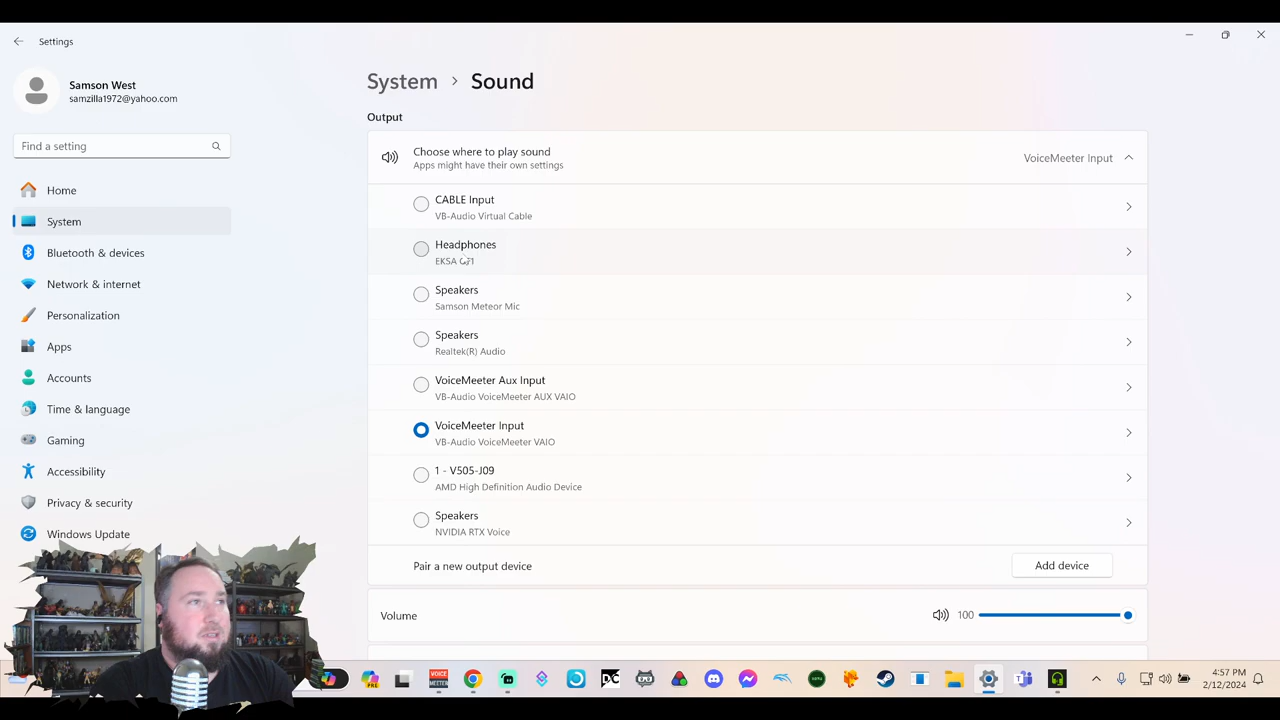 Settings
Samson West
samzilla1972@yahoo.com
Find a setting
Home
System
Bluetooth & devices
Network & internet
Personalization
Apps
Accounts
Time & language
Gaming
Accessibility
Privacy & security
Windows Update
System > Sound
Output
Choose where to play sound
Apps might have their own settings
VoiceMeeter Input
CABLE Input
VB-Audio Virtual Cable
Headphones
EKSA
Speakers
Samson Meteor Mic
Speakers
Realtek(R) Audio
VoiceMeeter Aux Input
VB-Audio VoiceMeeter AUX VAIO
VoiceMeeter Input
VB-Audio VoiceMeeter VAIO
1 - V505-J09
AMD High Definition Audio Device
Speakers
NVIDIA RTX Voice
Pair a new output device
Add device
Volume
100
PRE
VOICE
MEETER
DC
4:57 PM
2/12/2024